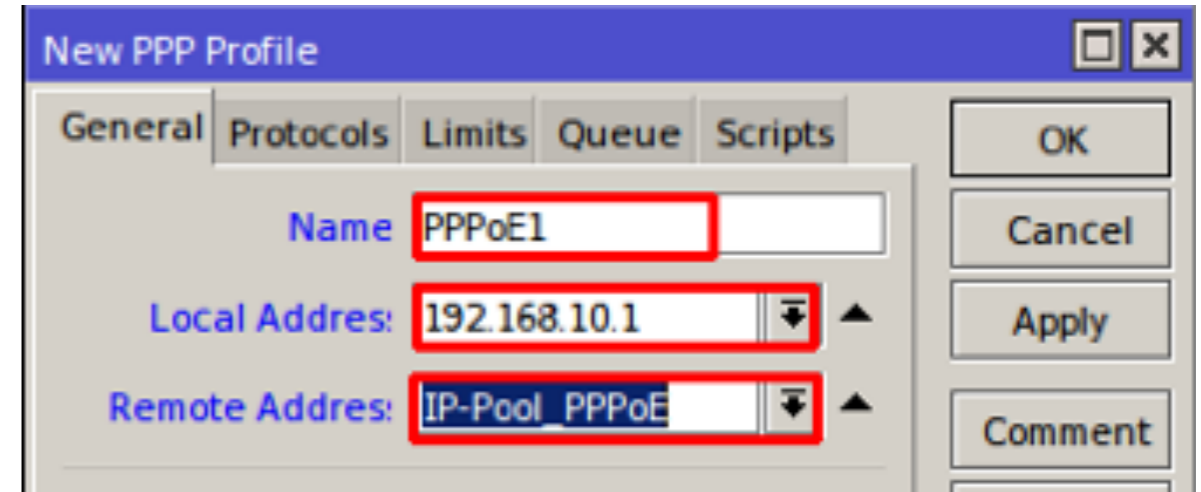 New PPP Profile
General Protocols Limits Queue Scripts
OK
Name PPPoE1
Cancel
Local Addres: 192.168.10.1
Apply
Remote Addres: IP-Pool_PPPoE
Comment